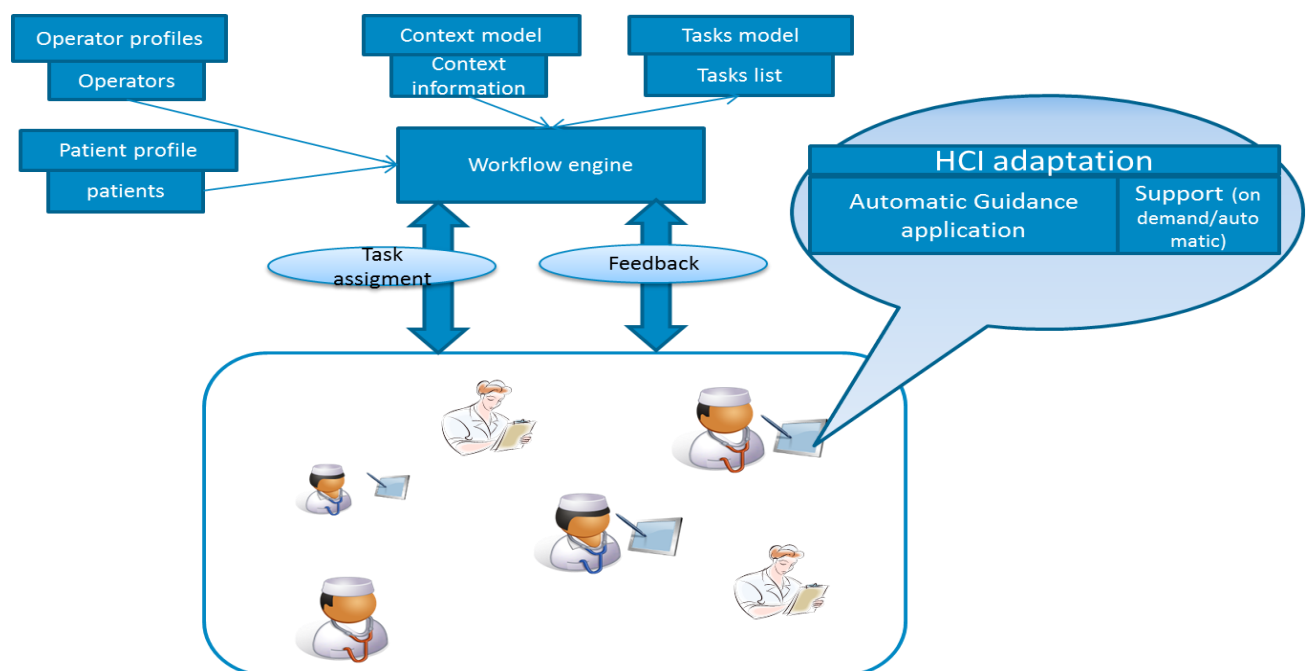 Operator profiles
Operators
Patient profile
patients
Context model
Context
information
Tasks model
Tasks list
Workflow engine
Task
assigment
Feedback
HCI adaptation
Automatic Guidance
application
Support (on
demand/auto
matic)